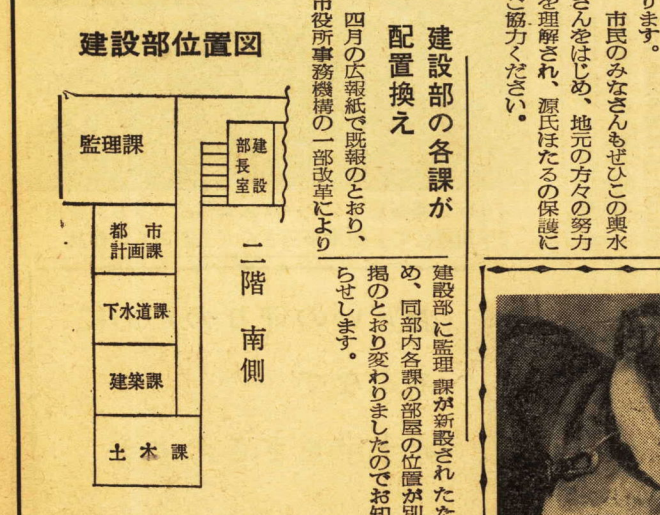 ります。
市民のみなさんもぜひこの興水
さんをはじめ、地元の方々の努力
を理解され、源氏ほたるの保護に
ご協力ください。
建設部の各課が
配置換え
四月の広報紙で既報のとおり、
市役所事務機構の一部改革により
建設部に監理課が新設されたた
め、同部内各課の部屋の位置が別
掲のとおり変わりましたのでお知
らせします。
建設部位置図
監理課
建設
部長室
都市
計画課
下水道課
建築課
土木課
二階 南側